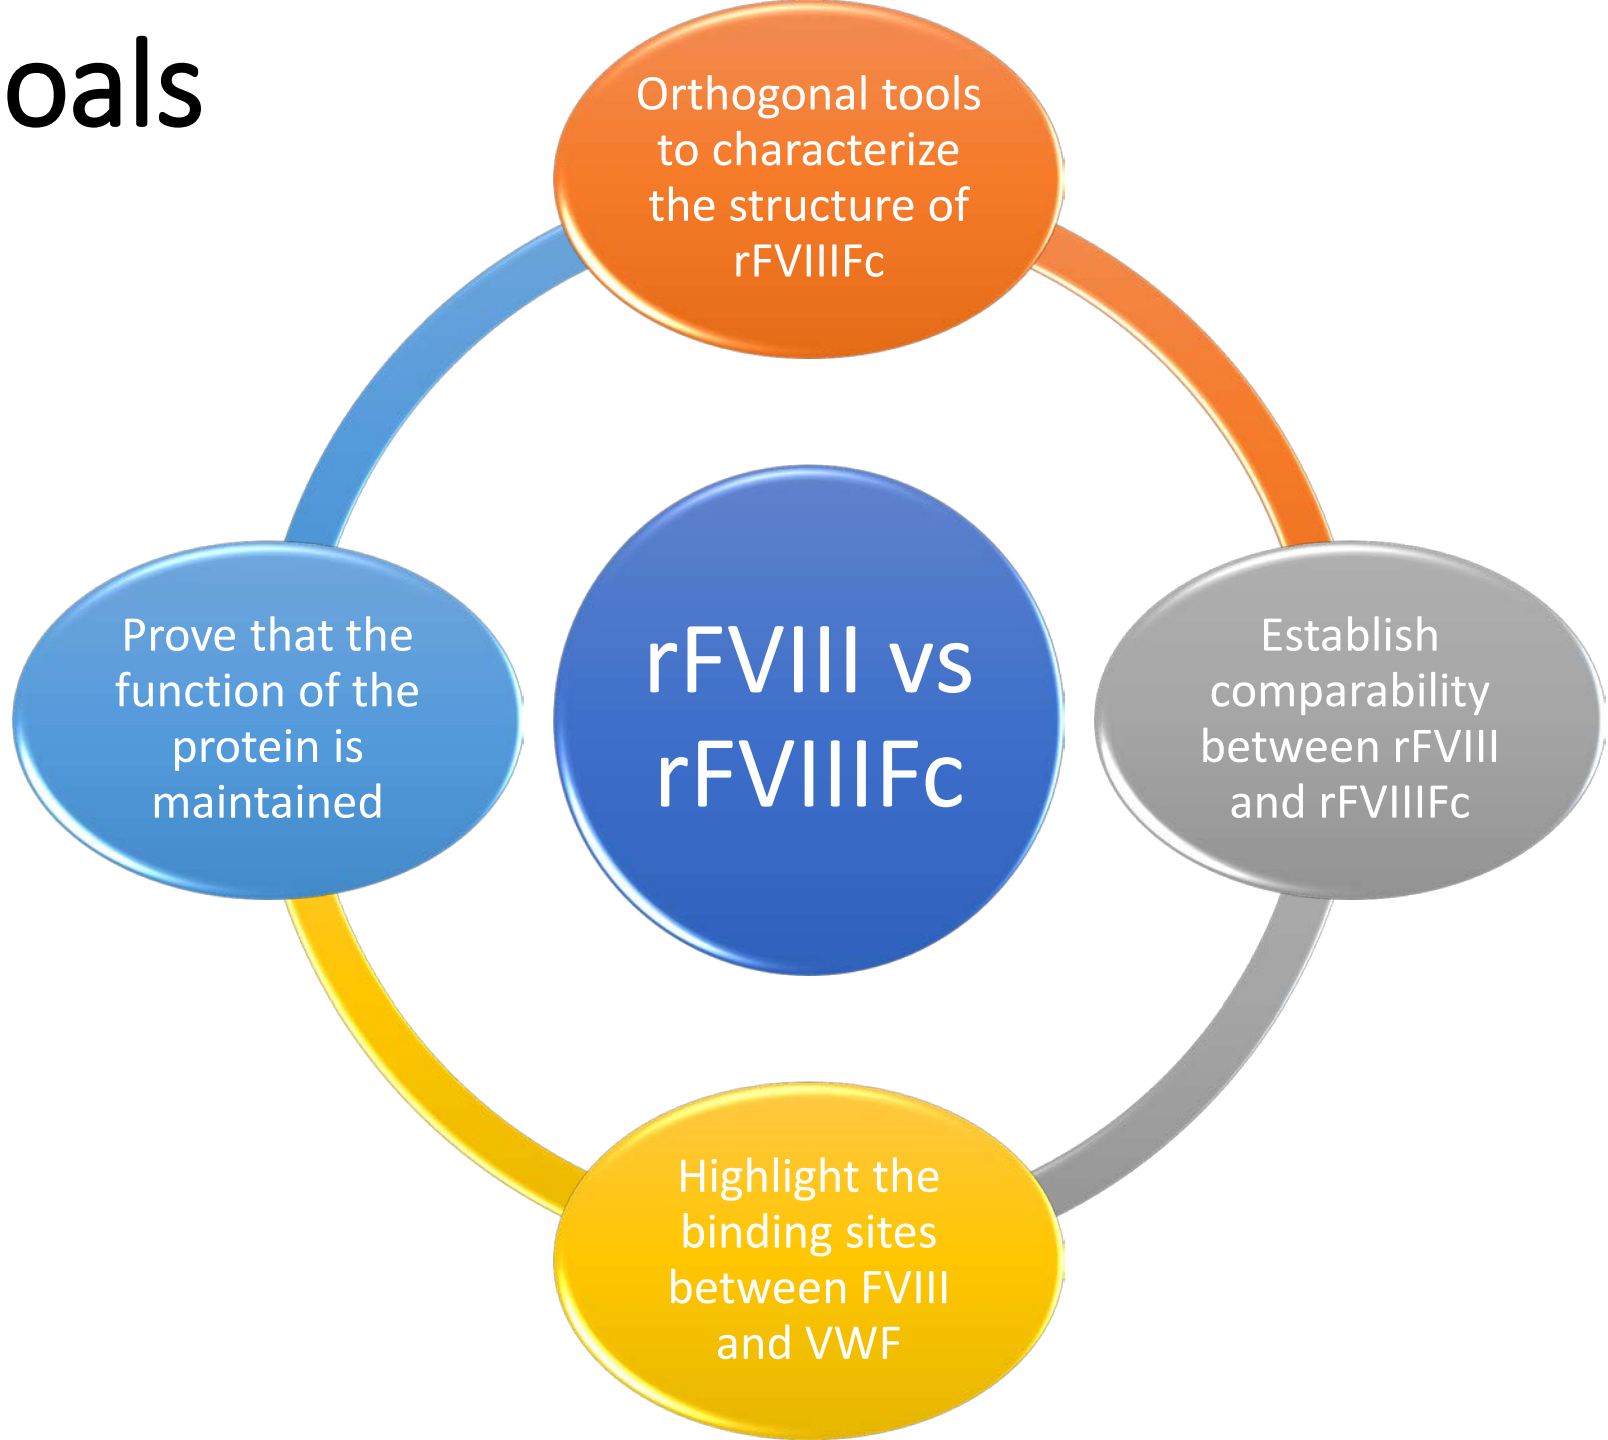 oals
Orthogonal tools
to characterize
the structure of
rFVIIIFc
Prove that the
function of the
protein is
maintained
rFVIII vs
rFVIIIFc
Establish
comparability
between rFVIII
and rFVIIIFc
Highlight the
binding sites
between FVIII
and VWF